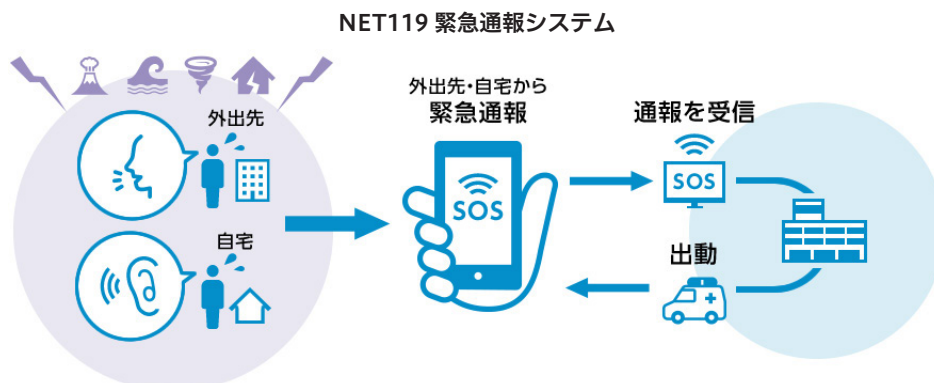 NET119 緊急通報システム
外出先
自宅
外出先・自宅から
緊急通報
SOS
通報を受信
SOS
出動